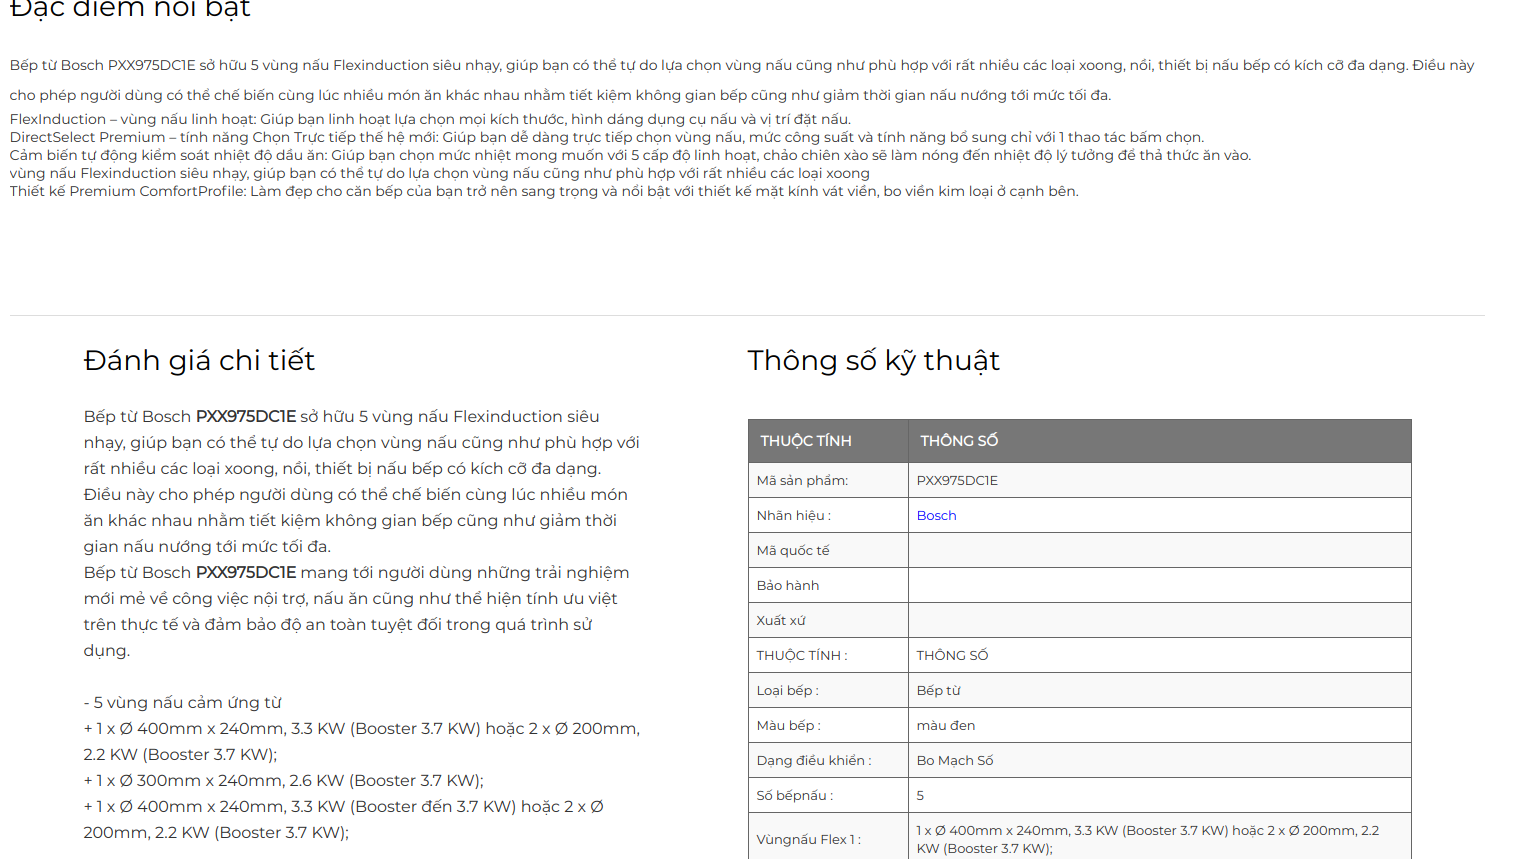 Đặc điểm nổi bật
Bếp từ Bosch PXX975DC1E sở hữu 5 vùng nấu Flexinduction siêu nhạy, giúp bạn có thể tự do lựa chọn vùng nấu cũng như phù hợp với rất nhiều các loại xoong, nồi, thiết bị nấu bếp có kích cỡ đa dạng. Điều này
cho phép người dùng có thể chế biến cùng lúc nhiều món ăn khác nhau nhằm tiết kiệm không gian bếp cũng như giảm thời gian nấu nướng tới mức tối đa.
FlexInduction – vùng nấu linh hoạt: Giúp bạn linh hoạt lựa chọn mọi kích thước, hình dáng dụng cụ nấu và vị trí đặt nấu.
DirectSelect Premium – tính năng Chọn Trực tiếp thế hệ mới: Giúp bạn dễ dàng trực tiếp chọn vùng nấu, mức công suất và tính năng bổ sung chỉ với 1 thao tác bấm chọn.
Cảm biến tự động kiểm soát nhiệt độ dầu ăn: Giúp bạn chọn mức nhiệt mong muốn với 5 cấp độ linh hoạt, chảo chiên xào sẽ làm nóng đến nhiệt độ lý tưởng để thả thức ăn vào.
vùng nấu Flexinduction siêu nhạy, giúp bạn có thể tự do lựa chọn vùng nấu cũng như phù hợp với rất nhiều các loại xoong
Thiết kế Premium ComfortProfile: Làm đẹp cho căn bếp của bạn trở nên sang trọng và nổi bật với thiết kế mặt kính vát viền, bo viền kim loại ở cạnh bên.
Đánh giá chi tiết
Bếp từ Bosch PXX975DC1E sở hữu 5 vùng nấu Flexinduction siêu
nhạy, giúp bạn có thể tự do lựa chọn vùng nấu cũng như phù hợp với
rất nhiều các loại xoong, nồi, thiết bị nấu bếp có kích cỡ đa dạng.
Điều này cho phép người dùng có thể chế biến cùng lúc nhiều món
ăn khác nhau nhằm tiết kiệm không gian bếp cũng như giảm thời
gian nấu nướng tới mức tối đa.
Bếp từ Bosch PXX975DC1E mang tới người dùng những trải nghiệm
mới mẻ về công việc nội trợ, nấu ăn cũng như thể hiện tính ưu việt
trên thực tế và đảm bảo độ an toàn tuyệt đối trong quá trình sử
dụng.
- 5 vùng nấu cảm ứng từ
+ 1 x Ø 400mm x 240mm, 3.3 KW (Booster 3.7 KW) hoặc 2 x Ø 200mm,
2.2 KW (Booster 3.7 KW);
+ 1 x Ø 300mm x 240mm, 2.6 KW (Booster 3.7 KW);
+ 1 x Ø 400mm x 240mm, 3.3 KW (Booster đến 3.7 KW) hoặc 2 x Ø
200mm, 2.2 KW (Booster 3.7 KW);
Thông số kỹ thuật
THUỘC TÍNH THÔNG SỐ
Mã sản phẩm: PXX975DC1E
Nhãn hiệu : Bosch
Mã quốc tế
Bảo hành
Xuất xứ
THUỘC TÍNH : THÔNG SỐ
Loại bếp : Bếp từ
Màu bếp : màu đen
Dạng điều khiển : Bo Mạch Số
Số bếpnấu : 5
Vùngnấu Flex 1 : 1 x Ø 400mm x 240mm, 3.3 KW (Booster 3.7 KW) hoặc 2 x Ø 200mm, 2.2
KW (Booster 3.7 KW);